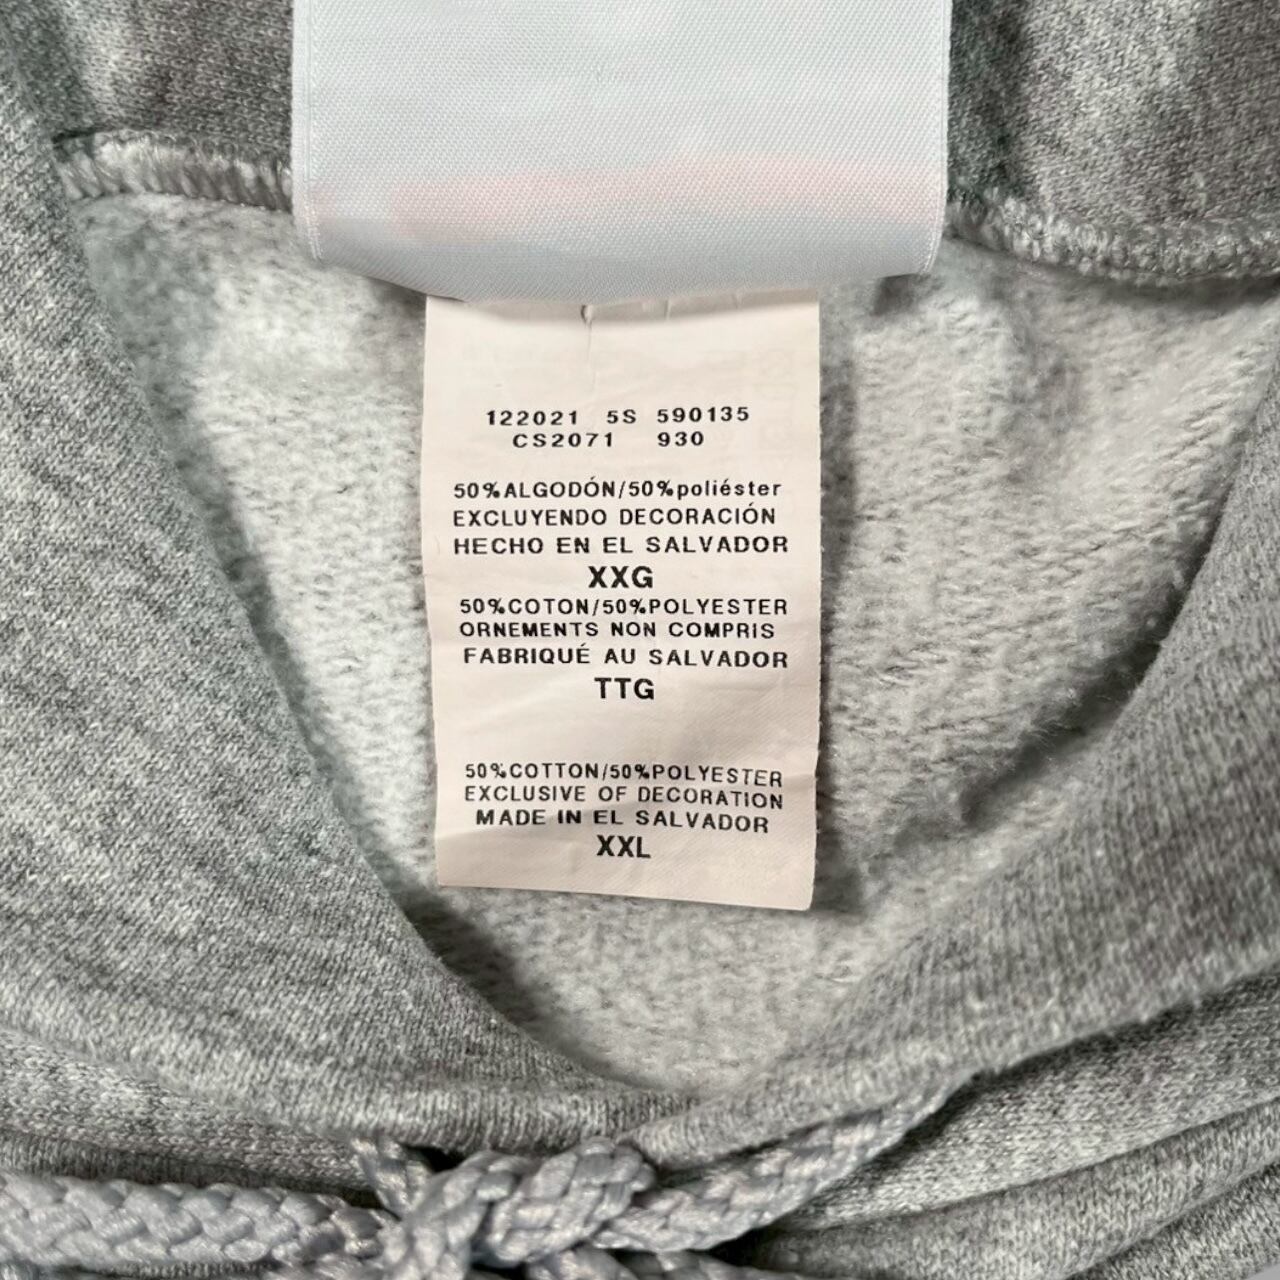 122021 5S 590135
CS2071 930
50%ALGODÓN/50%poliéster
EXCLUYENDO DECORACIÓN
HECHO EN EL SALVADOR
XXG
50%COTON/50%POLYESTER
ORNEMENTS NON COMPRIS
FABRIQUÉ AU SALVADOR
TTG
50%COTTON/50%POLYESTER
EXCLUSIVE OF DECORATION
MADE IN EL SALVADOR
XXL